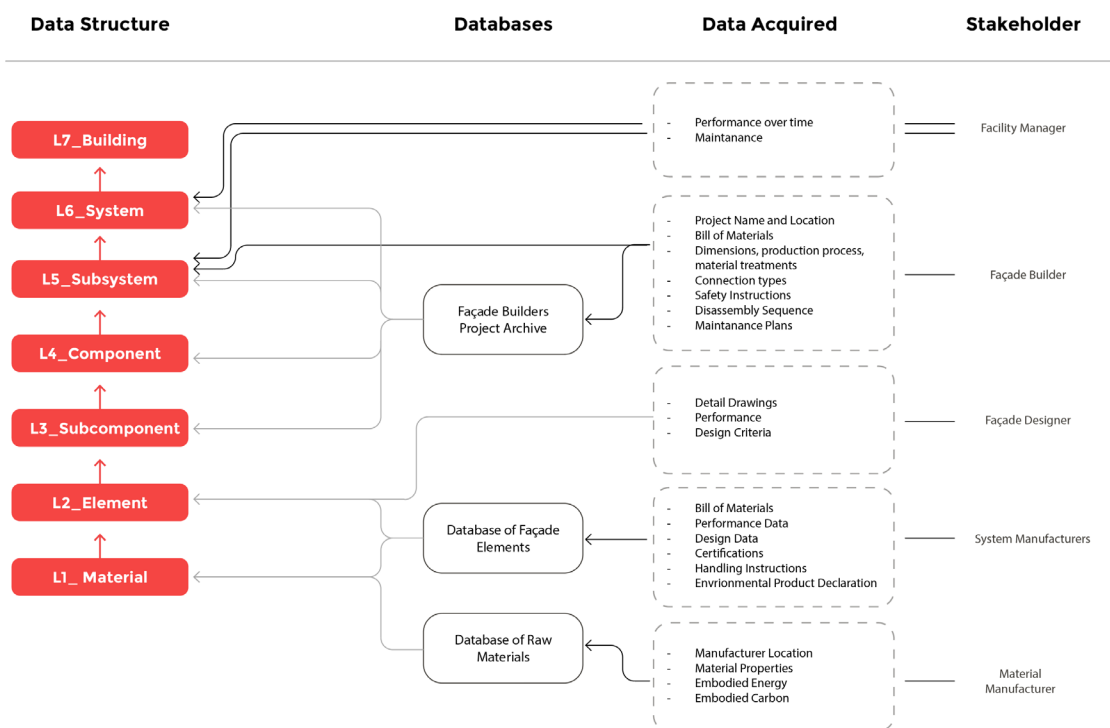 Data Structure
Databases
Data Acquired
Stakeholder
L7_Building
L6_System
L5_Subsystem
L4_Component
L3_Subcomponent
L2_Element
L1_ Material
Façade Builders
Project Archive
Database of Façade
Elements
Database of Raw
Materials
- Performance over time
- Maintanance
- Project Name and Location
- Bill of Materials
- Dimensions, production process,
material treatments
- Connection types
- Safety Instructions
- Disassembly Sequence
- Maintanance Plans
- Detail Drawings
- Performance
- Design Criteria
- Bill of Materials
- Performance Data
- Design Data
- Certifications
- Handling Instructions
- Envrionmental Product Declaration
- Manufacturer Location
- Material Properties
- Embodied Energy
- Embodied Carbon
Facility Manager
Façade Builder
Façade Designer
System Manufacturers
Material
Manufacturer